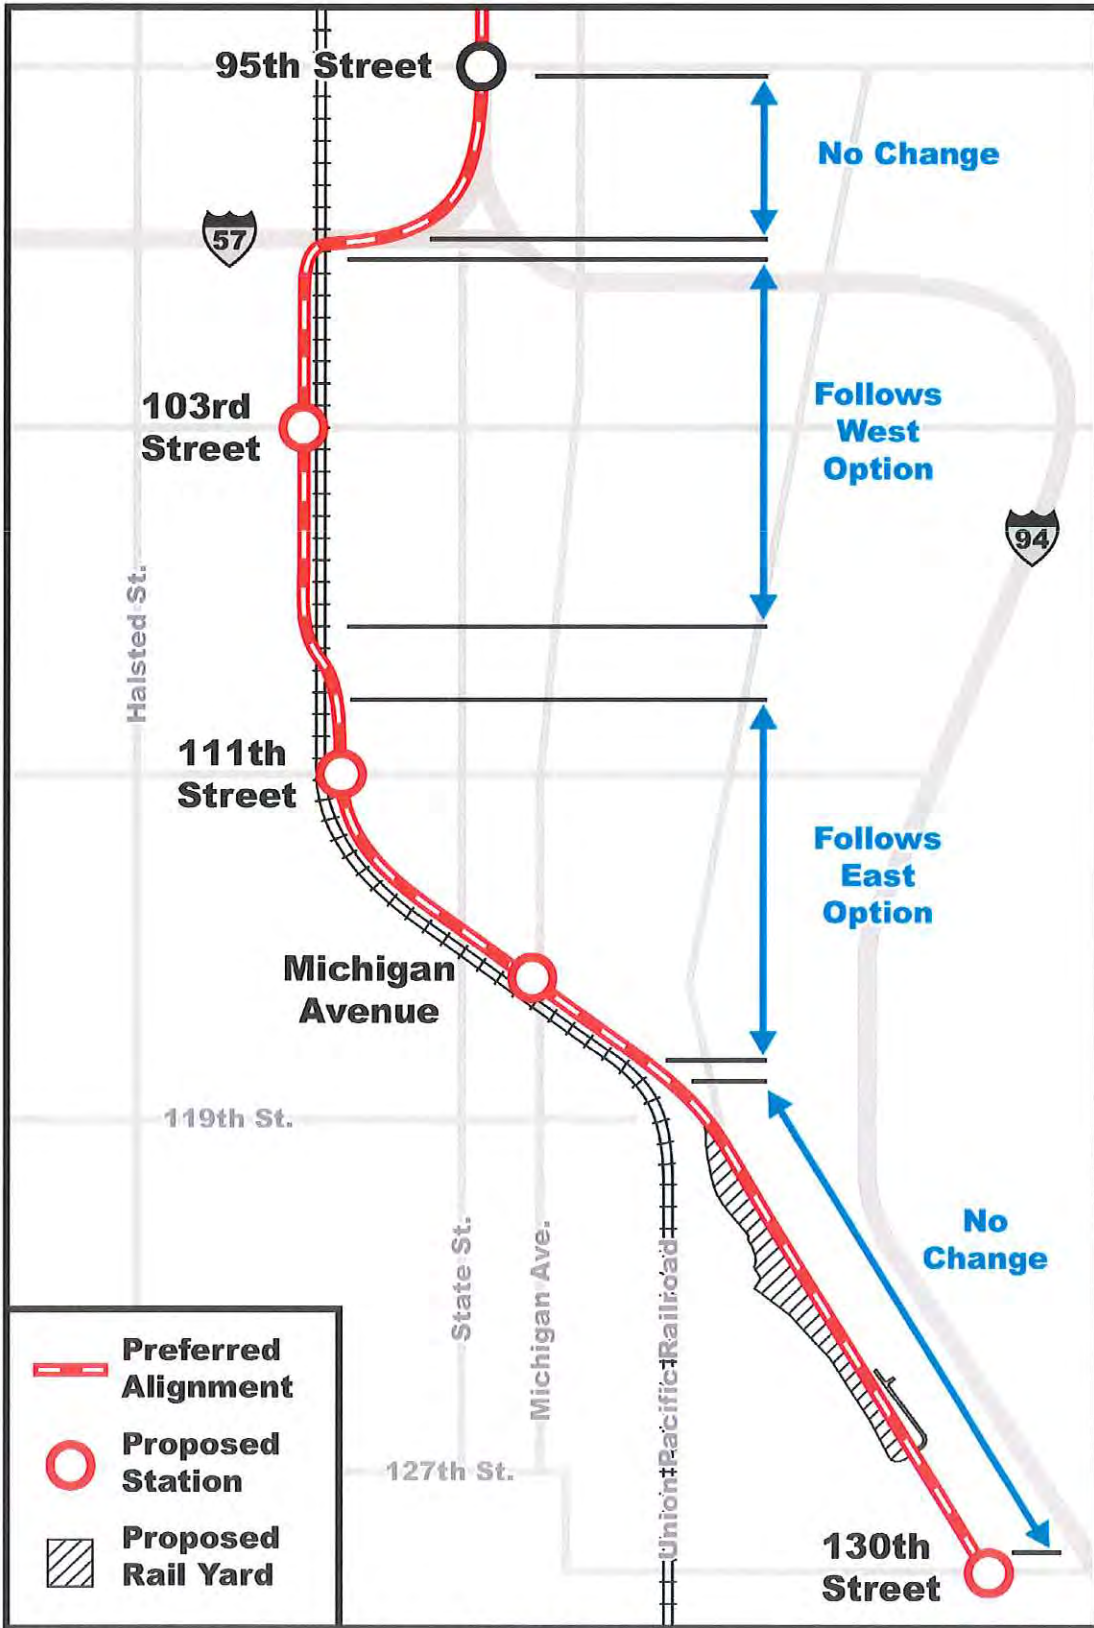 95th Street
No Change
57
103rd
Street
Follows
West
Option
94
Halsted St.
111th
Street
Follows
East
Option
Michigan
Avenue
119th St.
No
Change
State St.
Michigan Ave.
Union Pacific Railroad
127th St.
130th
Street
Preferred
Alignment
Proposed
Station
Proposed
Rail Yard